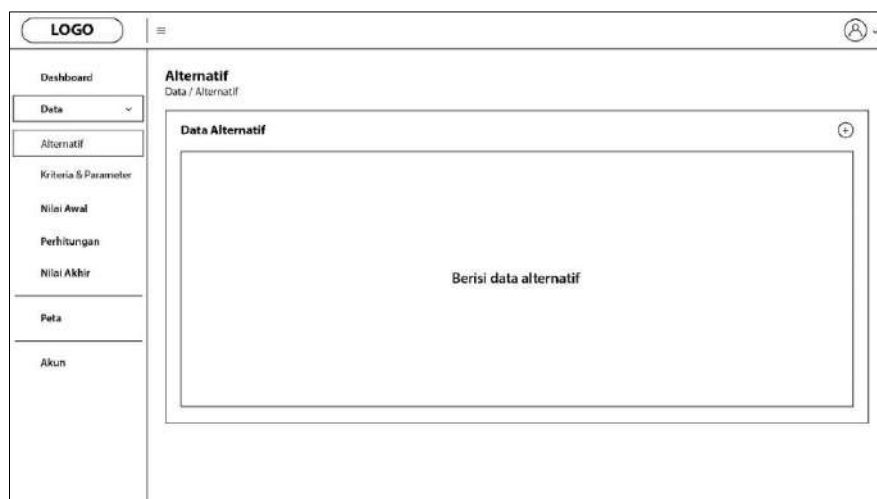 LOGO
Dashboard
Data
Alternatif
Kriteria & Parameter
Nilai Awal
Perhitungan
Nilai Akhir
Peta
Akun
Alternatif
Data / Alternatif
Data Alternatif
Berisi data alternatif